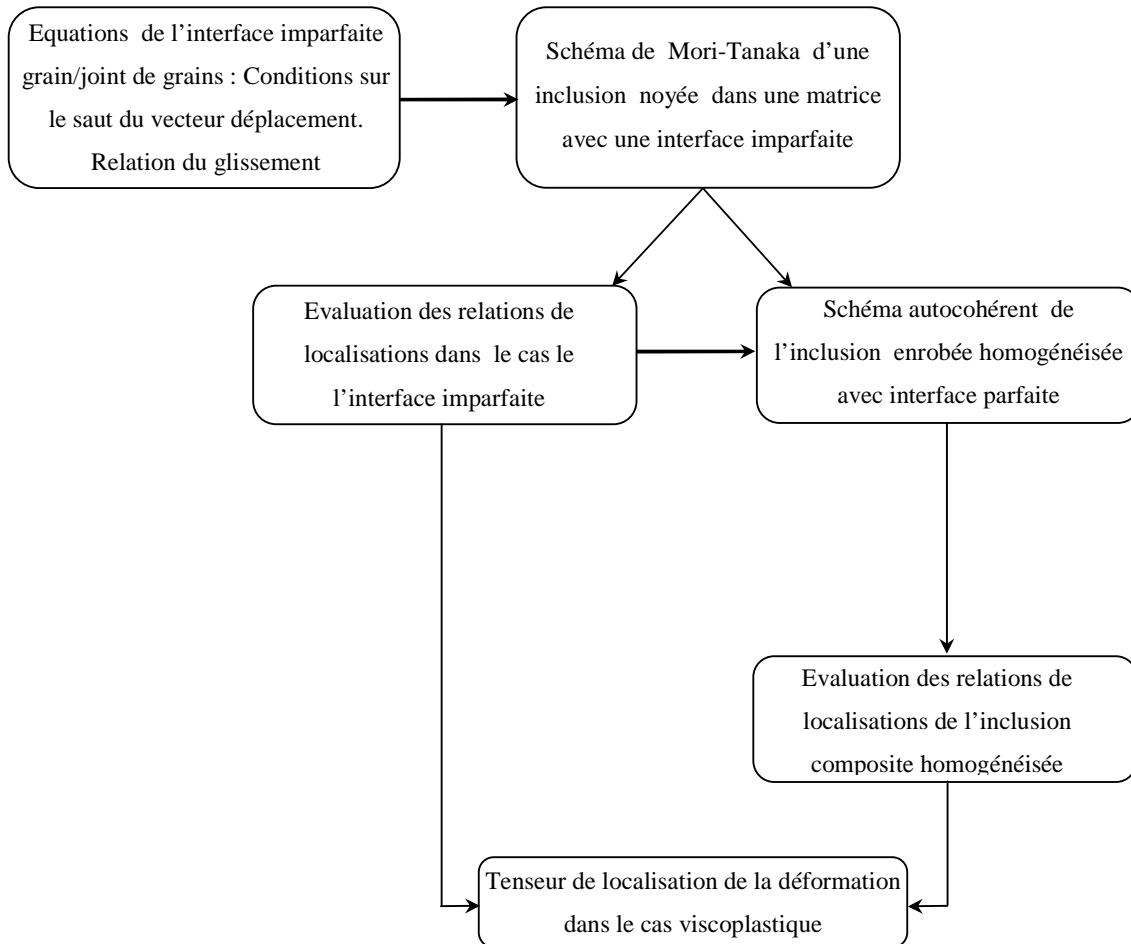 Equations de l'interface imparfaite
grain/joint de grains : Conditions sur
le saut du vecteur déplacement.
Relation du glissement
Schéma de Mori-Tanaka d'une
inclusion noyée dans une matrice
avec une interface imparfaite
Evaluation des relations de
localisations dans le cas le
l'interface imparfaite
Schéma autocohérent de
l'inclusion enrobée homogénéisée
avec interface parfaite
Evaluation des relations de
localisations de l'inclusion
composite homogénéisée
Tenseur de localisation de la déformation
dans le cas viscoplastique